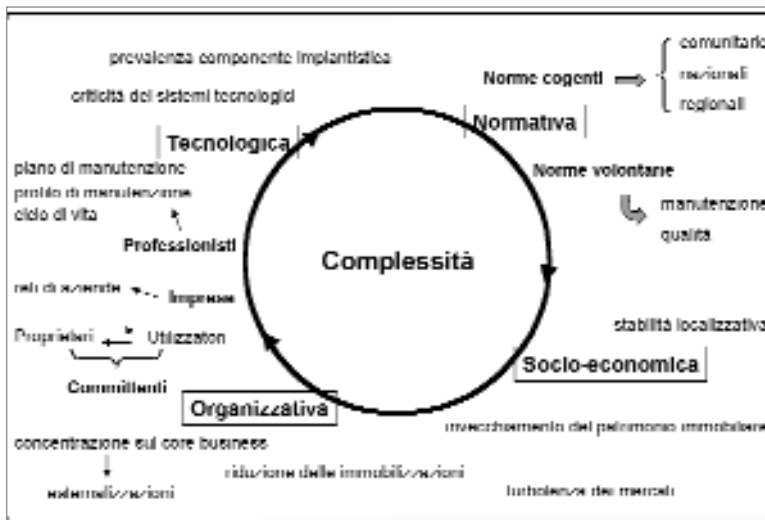 prevalenza componente impiantistica
criticità dei sistemi tecnologici
Tecnologica
piano di manutenzione
profilo di manutenzione
ciclo di vita
Professionisti
reti di aziende
Imprese
Proprietari
Utilizzatori
Committenti
Organizzativa
concentrazione sul core business
esternalizzazioni
riduzione delle immobilizzazioni
Complessità
Norme cogenti
comunitarie
nazionali
regionali
Normativa
Norme volontarie
manutenzione
qualità
stabilità localizzativa
Socio-economica
invecchiamento del patrimonio immobiliare
turbolenza dei mercati